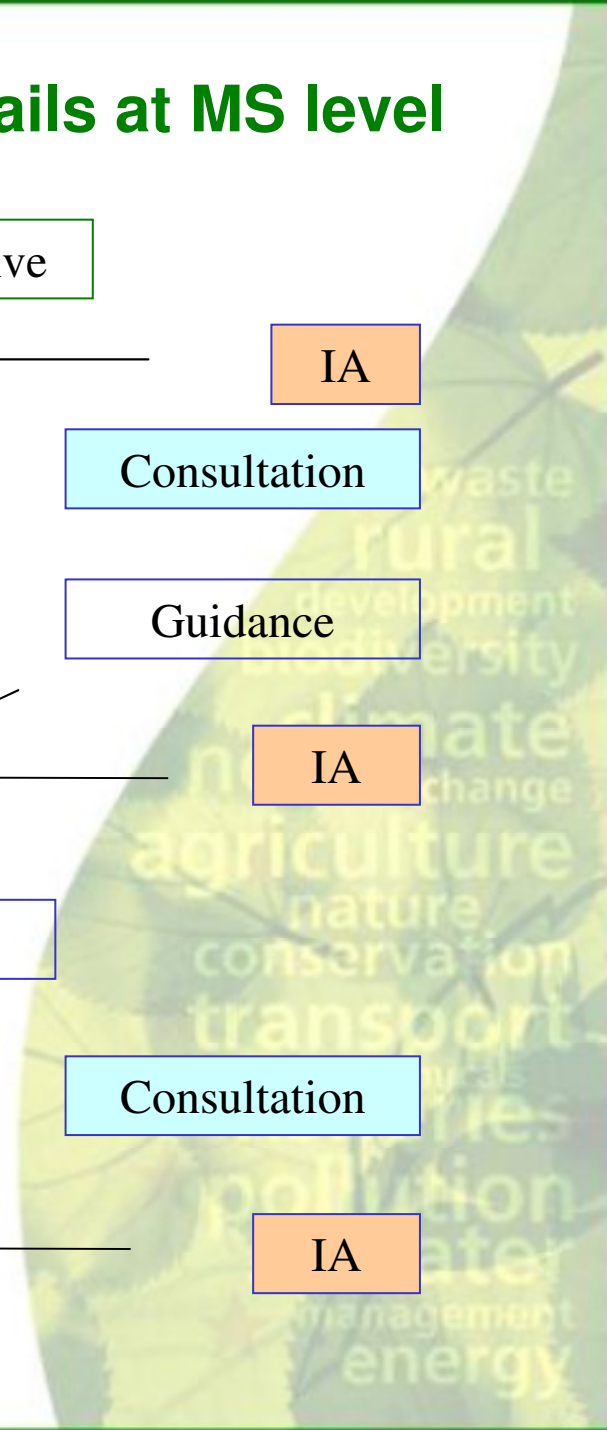 ails at MS level
ve
IA
Consultation
waste
rural
development
Guidance
biodiversity
climate
IA
change
agriculture
nature
conservation
transport
Consultation
pollution
IA
management
energy